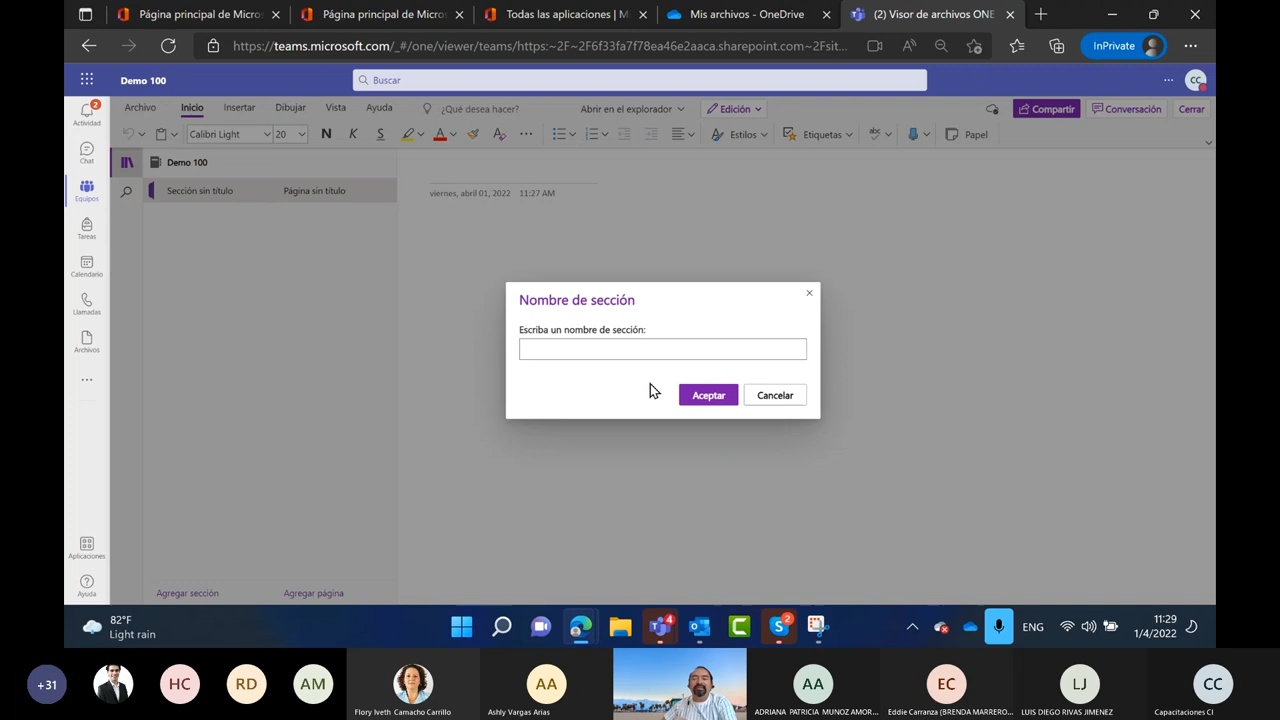 Página principal de Micros
Página principal de Micros
Todas las aplicaciones | M
Mis archivos - OneDrive
(2) Visor de archivos ONE
https://teams.microsoft.com/_#/one/viewer/teams/https:~2F~2F6f33fa7f78ea46e2aaca.sharepoint.com~2Fsit...
InPrivate
Demo 100
Buscar
CC
2
Actividad
Chat
Equipos
Tareas
Calendario
Llamadas
Archivos
Aplicaciones
Ayuda
Archivo
Inicio
Insertar
Dibujar
Vista
Ayuda
¿Qué desea hacer?
Abrir en el explorador
Edición
Compartir
Conversación
Cerrar
Calibri Light
20
N
K
S
A
Estilos
Etiquetas
Papel
Demo 100
Sección sin título
Página sin título
viernes, abril 01, 2022 11:27 AM
Nombre de sección
Escriba un nombre de sección:
Aceptar
Cancelar
Agregar sección
Agregar página
82°F
Light rain
4
2
ENG
11:29
1/4/2022
+31
HC
RD
AM
Flory Iveth Camacho Carrillo
AA
Ashly Vargas Arias
AA
ADRIANA PATRICIA MUNOZ AMOR...
EC
Eddie Carranza (BRENDA MARRERO...
LJ
LUIS DIEGO RIVAS JIMENEZ
CC
Capacitaciones CI